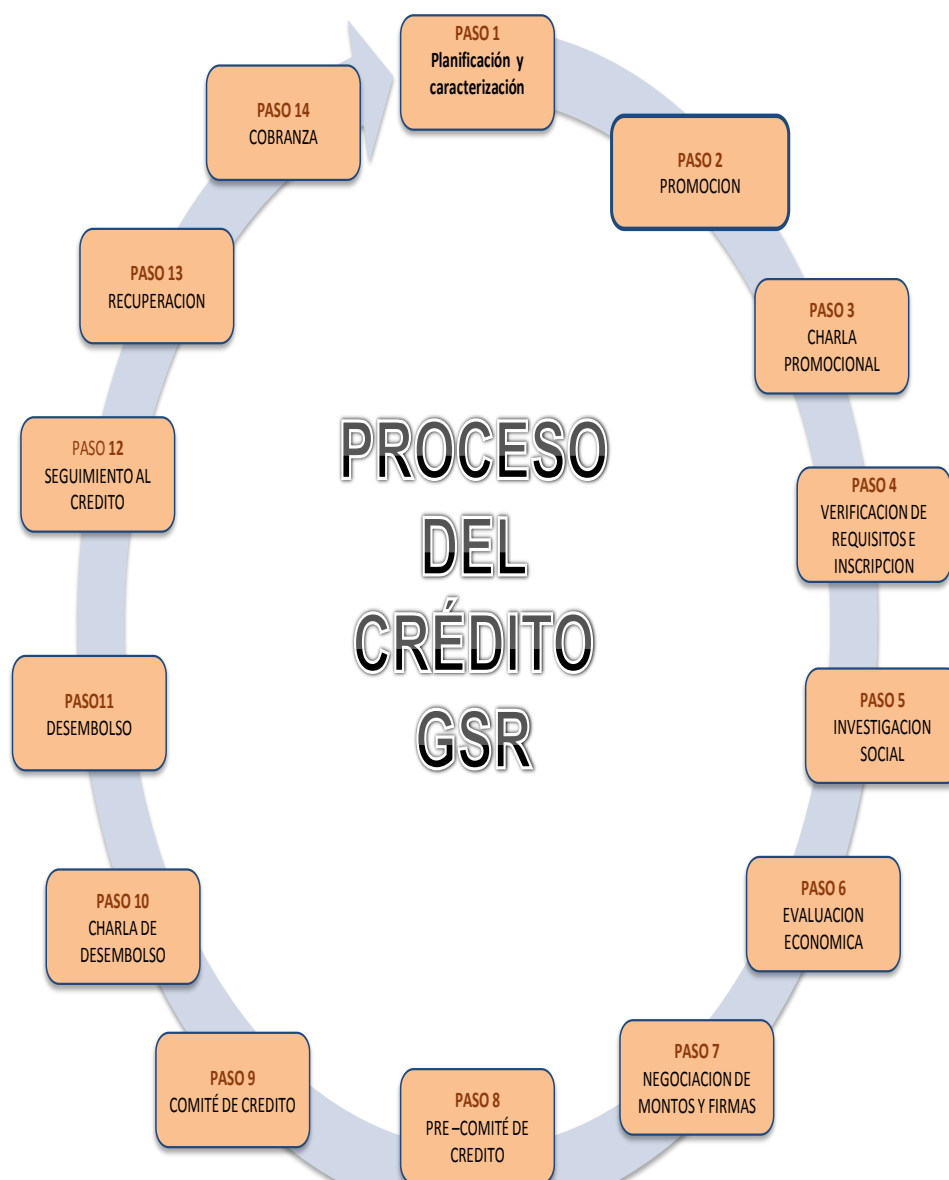 PASO 1
Planificación y
caracterización
PASO 2
PROMOCION
PASO 3
CHARLA
PROMOCIONAL
PASO 4
VERIFICACION DE
REQUISITOS E
INSCRIPCION
PASO 5
INVESTIGACION
SOCIAL
PASO 6
EVALUACION
ECONOMICA
PASO 7
NEGOCIACION DE
MONTOS Y FIRMAS
PASO 8
PRE –COMITÉ DE
CREDITO
PASO 9
COMITÉ DE CREDITO
PASO 10
CHARLA DE
DESEMBOLSO
PASO11
DESEMBOLSO
PASO 12
SEGUIMIENTO AL
CREDITO
PASO 13
RECUPERACION
PASO 14
COBRANZA
PROCESO
DEL
CRÉDITO
GSR